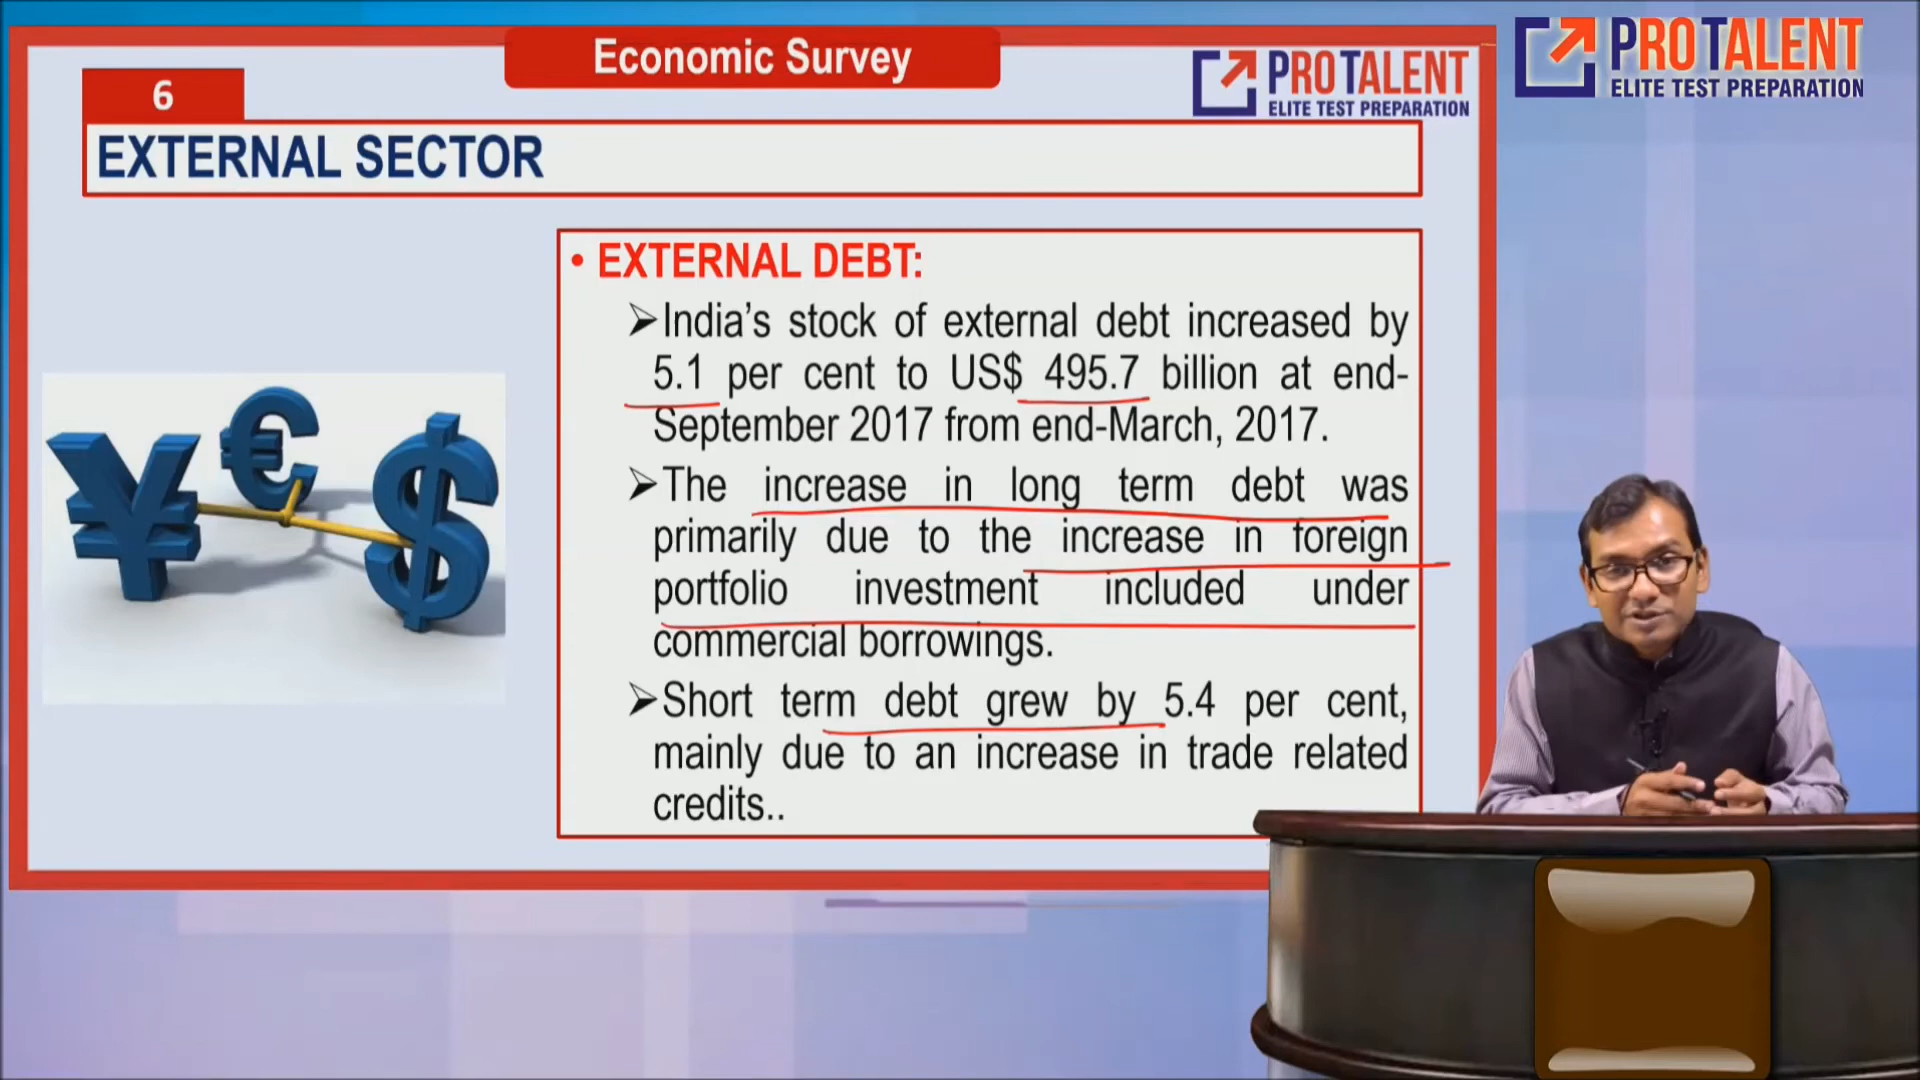 Economic Survey
PROTALENT
ELITE TEST PREPARATION
PROTALENT
ELITE TEST PREPARATION
6
EXTERNAL SECTOR
• EXTERNAL DEBT:
➢India’s stock of external debt increased by
5.1 per cent to US$ 495.7 billion at end-
September 2017 from end-March, 2017.
➢The increase in long term debt was
primarily due to the increase in foreign
portfolio investment included under
commercial borrowings.
➢Short term debt grew by 5.4 per cent,
mainly due to an increase in trade related
credits..
¥ € $